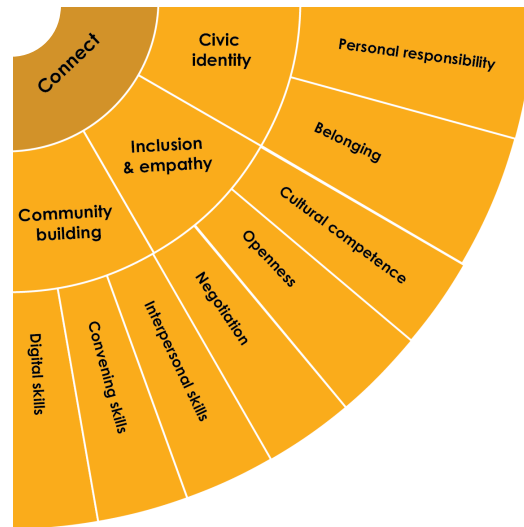 Connect
Civic
identity
Inclusion
& empathy
Community
building
Personal responsibility
Belonging
Cultural competence
Openness
Negotiation
Interpersonal skills
Convening skills
Digital skills